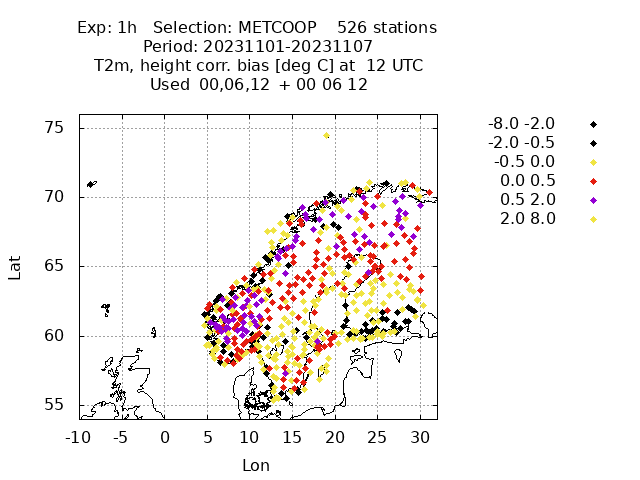 Exp: 1h   Selection: METCOOP    526 stations
Period: 20231101-20231107
T2m, height corr. bias [deg C] at  12 UTC
Used  00,06,12  + 00 06 12
-8.0 -2.0
-2.0 -0.5
-0.5 0.0
0.0 0.5
0.5 2.0
2.0 8.0
75
70
65
60
55
Lat
-10 -5 0 5 10 15 20 25 30
Lon